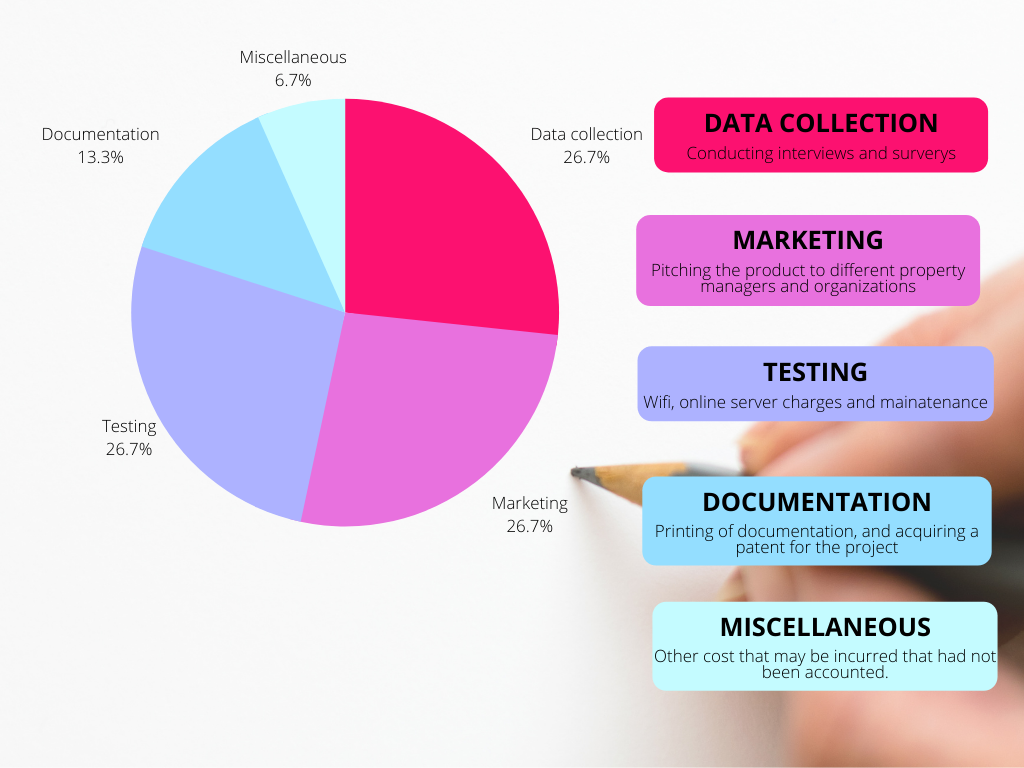 Miscellaneous
6.7%
Documentation
13.3%
Data collection
26.7%
Testing
26.7%
Marketing
26.7%
DATA COLLECTION
Conducting interviews and surverys
MARKETING
Pitching the product to different property
managers and organizations
TESTING
Wifi, online server charges and mainatenance
DOCUMENTATION
Printing of documentation, and acquiring a
patent for the project
MISCELLANEOUS
Other cost that may be incurred that had not
been accounted.